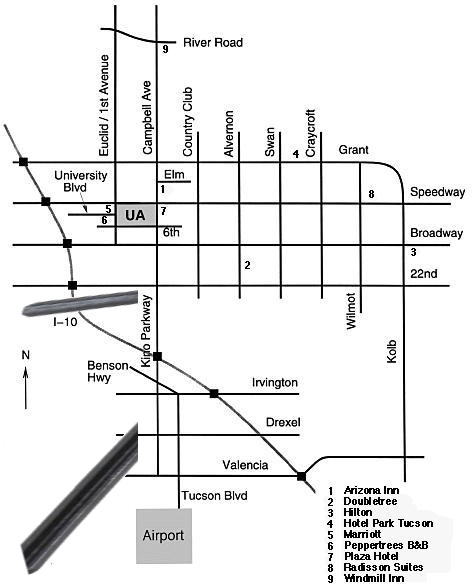 River Road
9
Euclid / 1st Avenue
Campbell Ave
Country Club
Alvernon
Swan
Craycroft
4
Grant
University
Blvd
Elm
1
8
Speedway
5
UA
7
6
6th
Broadway
2
3
22nd
I-10
Kino Parkway
Wilmot
Kolb
N
Benson
Hwy
Irvington
Drexel
Valencia
Tucson Blvd
Airport
1 Arizona Inn
2 Doubletree
3 Hilton
4 Hotel Park Tucson
5 Marriott
6 Peppertrees B&B
7 Plaza Hotel
8 Radisson Suites
9 Windmill Inn